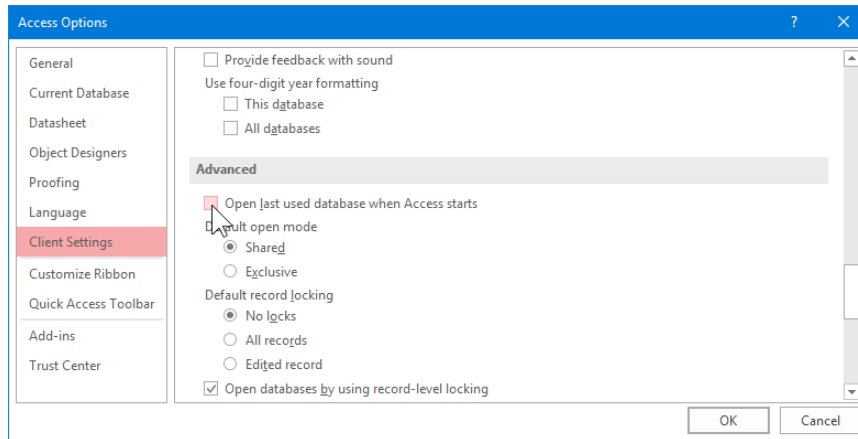 Access Options
General
Current Database
Datasheet
Object Designers
Proofing
Language
Client Settings
Customize Ribbon
Quick Access Toolbar
Add-ins
Trust Center
Provide feedback with sound
Use four-digit year formatting
This database
All databases
Advanced
Open last used database when Access starts
Default open mode
Shared
Exclusive
Default record locking
No locks
All records
Edited record
Open databases by using record-level locking
OK
Cancel